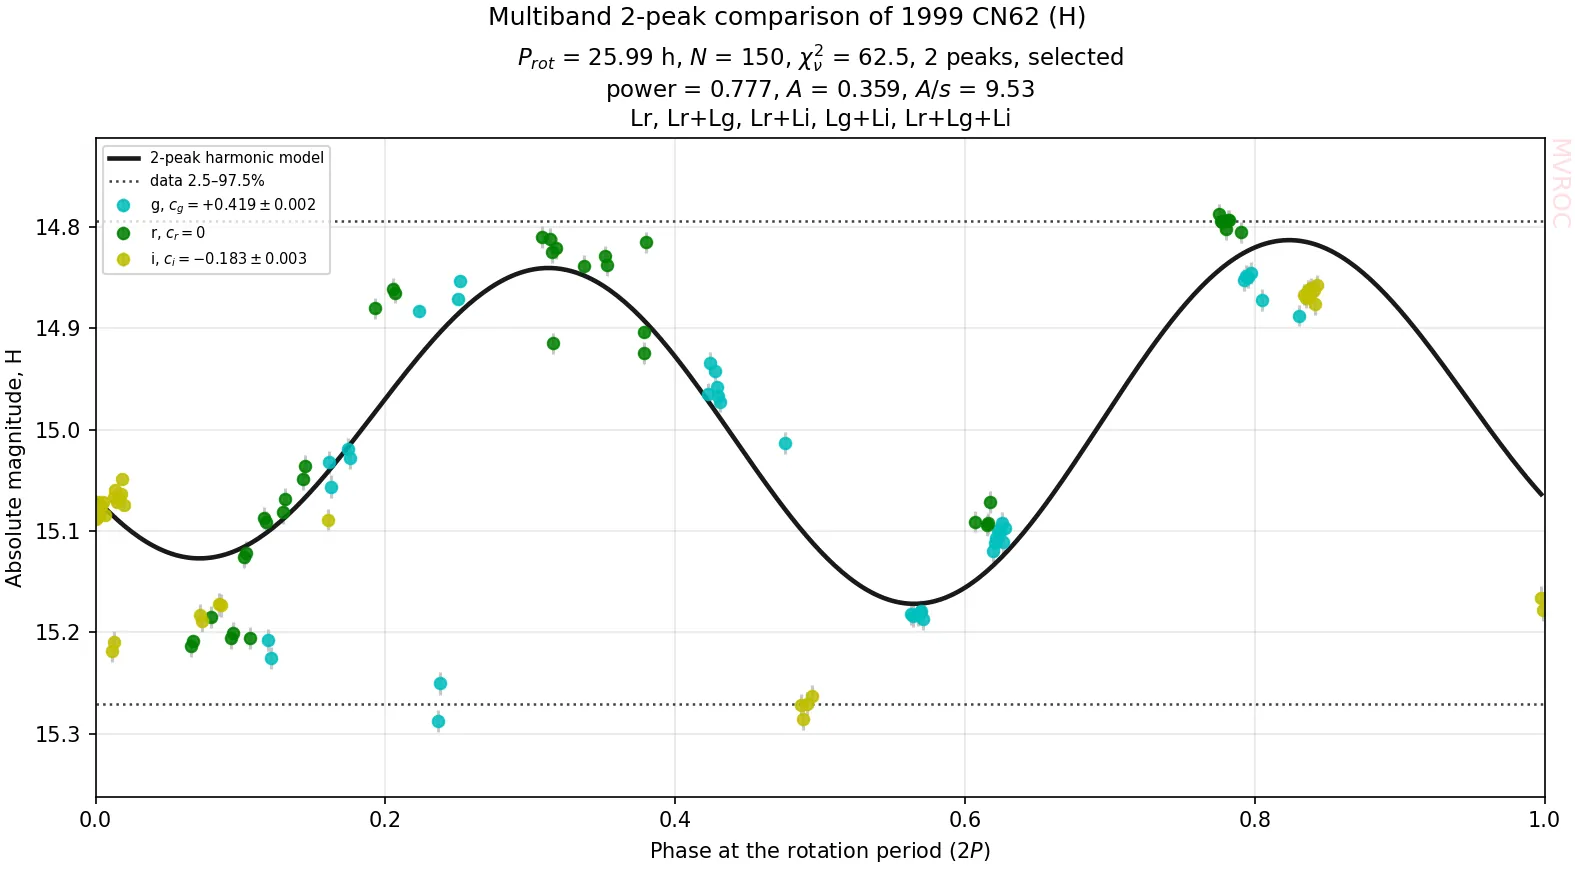 Multiband 2-peak comparison of 1999 CN62 (H)
P_rot = 25.99 h, N = 150, χ²_ν = 62.5, 2 peaks, selected
power = 0.777, A = 0.359, A/s = 9.53
Lr, Lr+Lg, Lr+Li, Lg+Li, Lr+Lg+Li
2-peak harmonic model
data 2.5–97.5%
g, c_g = +0.419 ± 0.002
r, c_r = 0
i, c_i = −0.183 ± 0.003
MVROC
Absolute magnitude, H
14.8
14.9
15.0
15.1
15.2
15.3
0.0 0.2 0.4 0.6 0.8 1.0
Phase at the rotation period (2P)